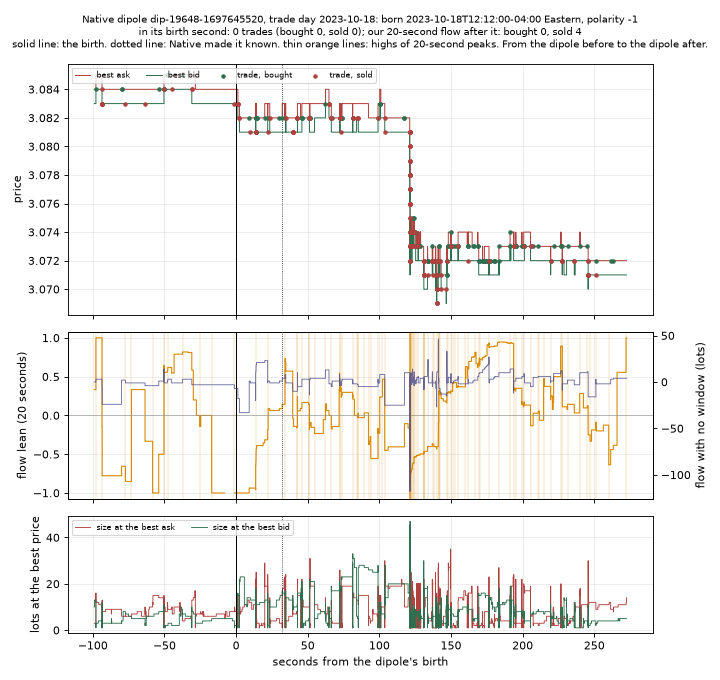 Native dipole dip-19648-1697645520, trade day 2023-10-18: born 2023-10-18T12:12:00-04:00 Eastern, polarity -1
in its birth second: 0 trades (bought 0, sold 0); our 20-second flow after it: bought 0, sold 4
solid line: the birth. dotted line: Native made it known. thin orange lines: highs of 20-second peaks. From the dipole before to the dipole after.
best ask best bid trade, bought trade, sold
3.084
3.082
3.080
3.078
3.076
3.074
3.072
3.070
price
1.0
0.5
0.0
−0.5
−1.0
flow lean (20 seconds)
50
0
−50
−100
flow with no window (lots)
size at the best ask size at the best bid
40
20
0
lots at the best price
−100 −50 0 50 100 150 200 250
seconds from the dipole's birth